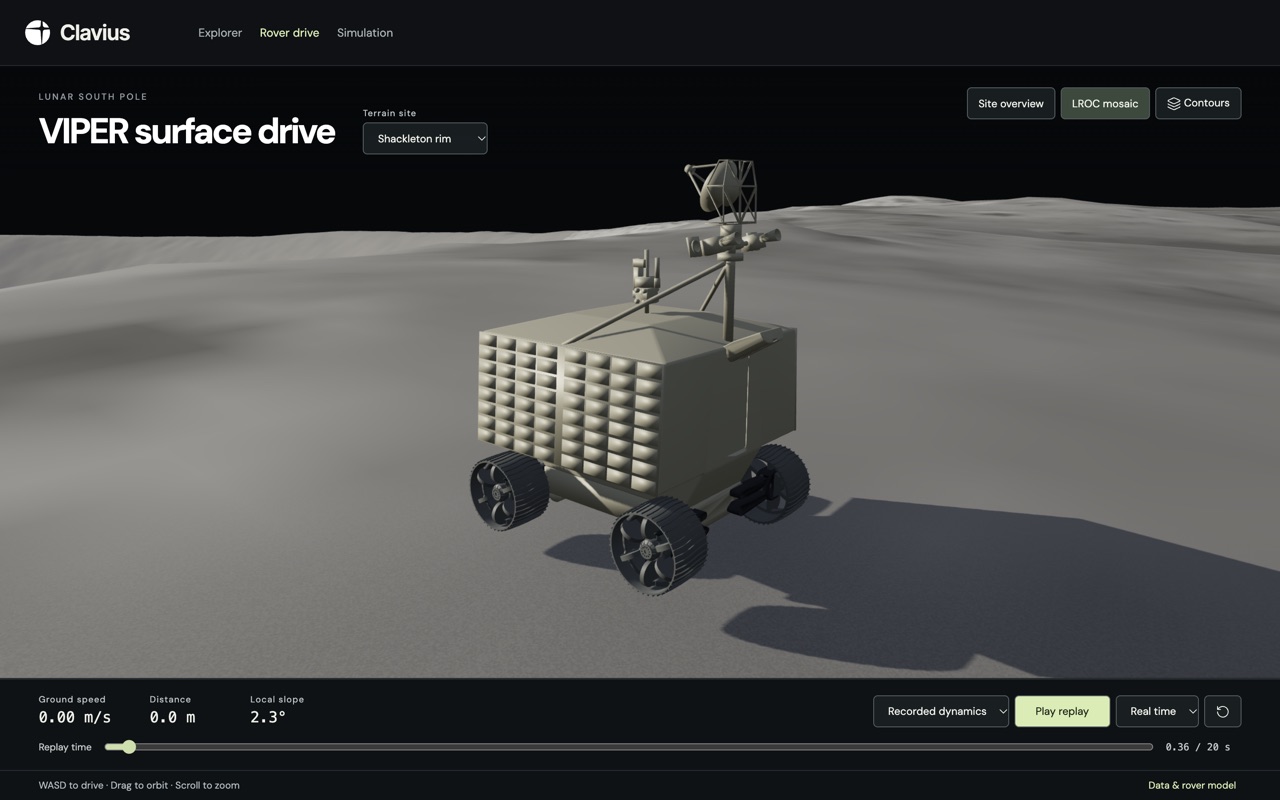 Clavius
Explorer
Rover drive
Simulation
LUNAR SOUTH POLE
VIPER surface drive
Terrain site
Shackleton rim
Site overview
LROC mosaic
Contours
Ground speed
0.00 m/s
Distance
0.0 m
Local slope
2.3°
Recorded dynamics
Play replay
Real time
Replay time
0.36 / 20 s
WASD to drive · Drag to orbit · Scroll to zoom
Data & rover model